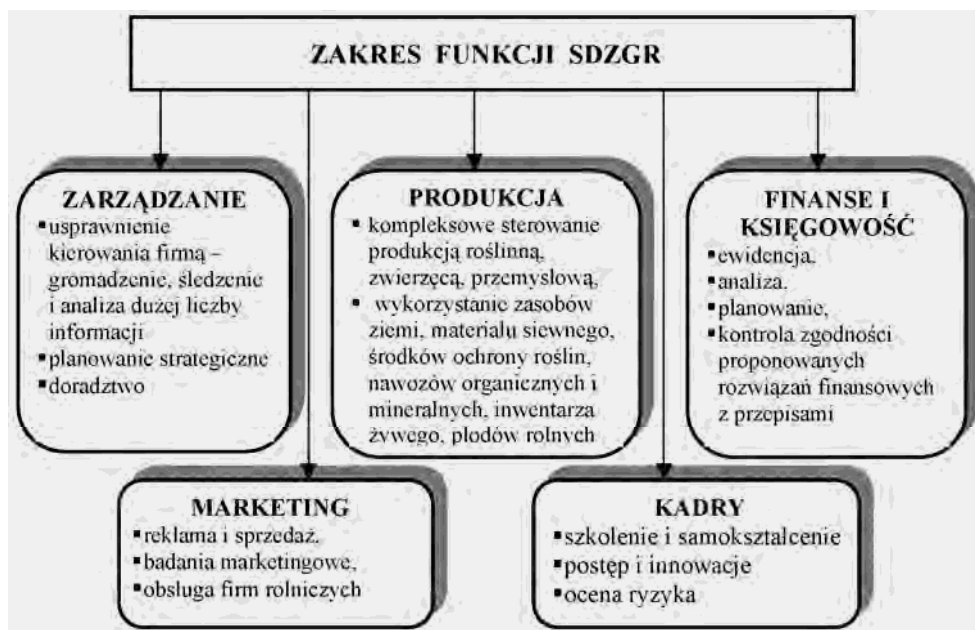 ZAKRES FUNKCJI SDZGR
ZARZĄDZANIE
▪usprawnienie
kierowania firmą –
gromadzenie, śledzenie
i analiza dużej liczby
informacji
▪planowanie strategiczne
▪doradztwo
PRODUKCJA
▪ kompleksowe sterowanie
produkcją roślinną,
zwierzęcą, przemysłową,
▪ wykorzystanie zasobów
ziemi, materiału siewnego,
środków ochrony roślin,
nawozów organicznych i
mineralnych, inwentarza
żywego, płodów rolnych
FINANSE I
KSIĘGOWOŚĆ
▪ewidencja,
▪analiza,
▪planowanie,
▪kontrola zgodności
proponowanych
rozwiązań finansowych
z przepisami
MARKETING
▪reklama i sprzedaż,
▪badania marketingowe,
▪obsługa firm rolniczych
KADRY
▪szkolenie i samokształcenie
▪postęp i innowacje
▪ocena ryzyka